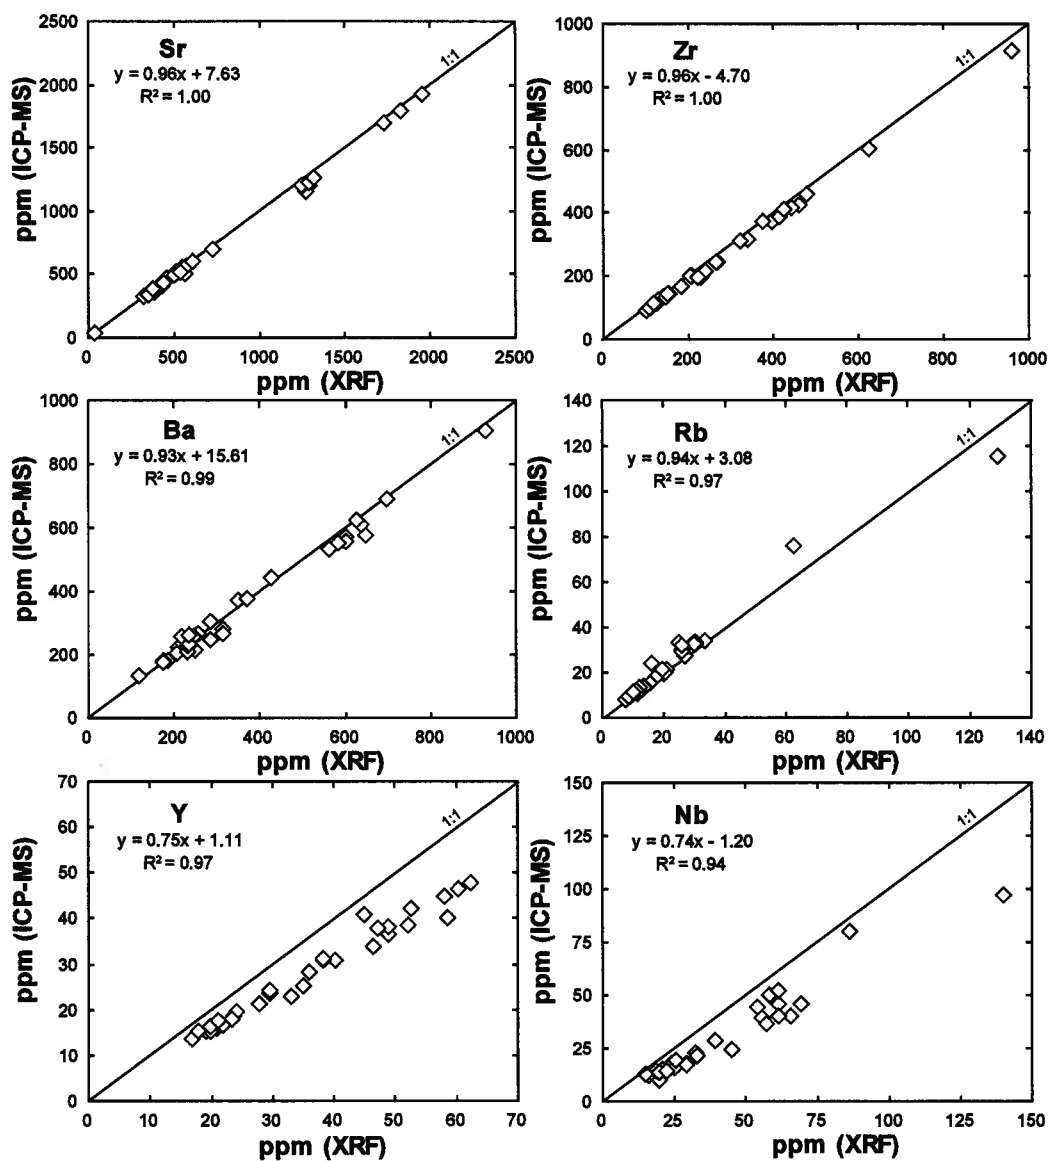 Sr
y = 0.96x + 7.63
R² = 1.00
1:1
2500
2000
1500
1000
500
0
0 500 1000 1500 2000 2500
ppm (ICP-MS)
ppm (XRF)
Zr
y = 0.96x - 4.70
R² = 1.00
1:1
1000
800
600
400
200
0
0 200 400 600 800 1000
ppm (ICP-MS)
ppm (XRF)
Ba
y = 0.93x + 15.61
R² = 0.99
1:1
1000
800
600
400
200
0
0 200 400 600 800 1000
ppm (ICP-MS)
ppm (XRF)
Rb
y = 0.94x + 3.08
R² = 0.97
1:1
140
120
100
80
60
40
20
0
0 20 40 60 80 100 120 140
ppm (ICP-MS)
ppm (XRF)
Y
y = 0.75x + 1.11
R² = 0.97
1:1
70
60
50
40
30
20
10
0
0 10 20 30 40 50 60 70
ppm (ICP-MS)
ppm (XRF)
Nb
y = 0.74x - 1.20
R² = 0.94
1:1
150
125
100
75
50
25
0
0 25 50 75 100 125 150
ppm (ICP-MS)
ppm (XRF)